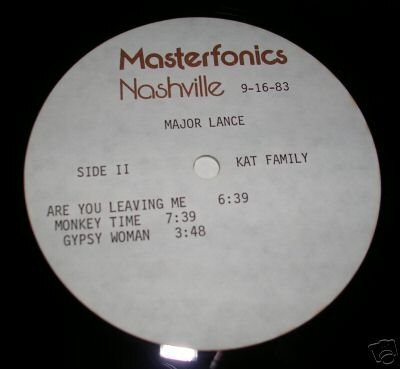 Masterfonics
Nashville 9-16-83
MAJOR LANCE
SIDE II KAT FAMILY
ARE YOU LEAVING ME 6:39
MONKEY TIME 7:39
GYPSY WOMAN 3:48